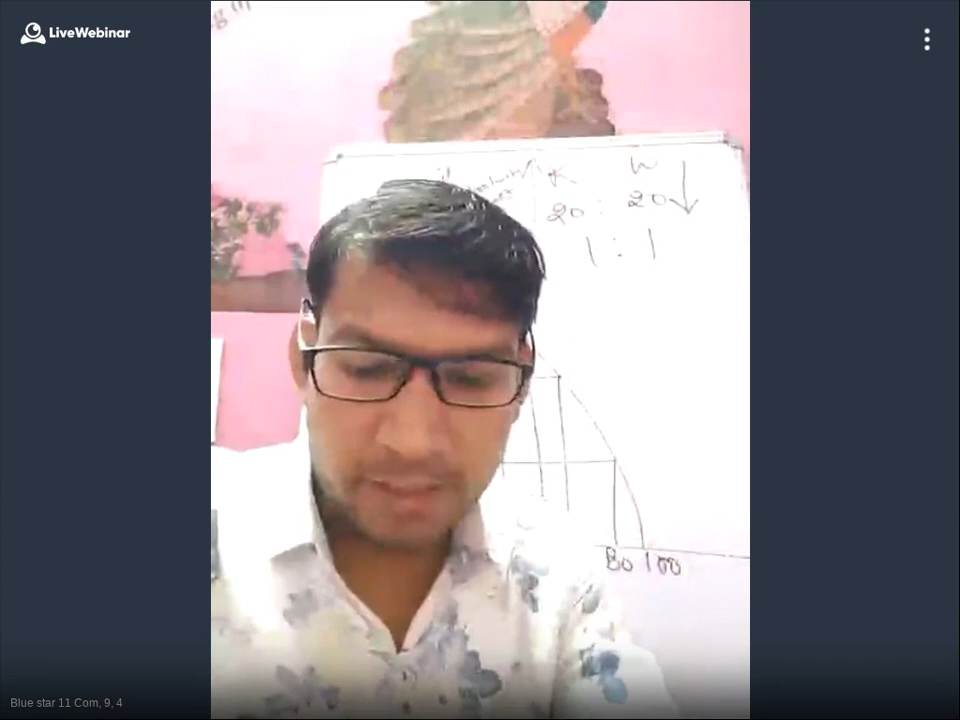 LiveWebinar
K W
20 : 20
1 : 1
80 100
Blue star 11 Com, 9, 4